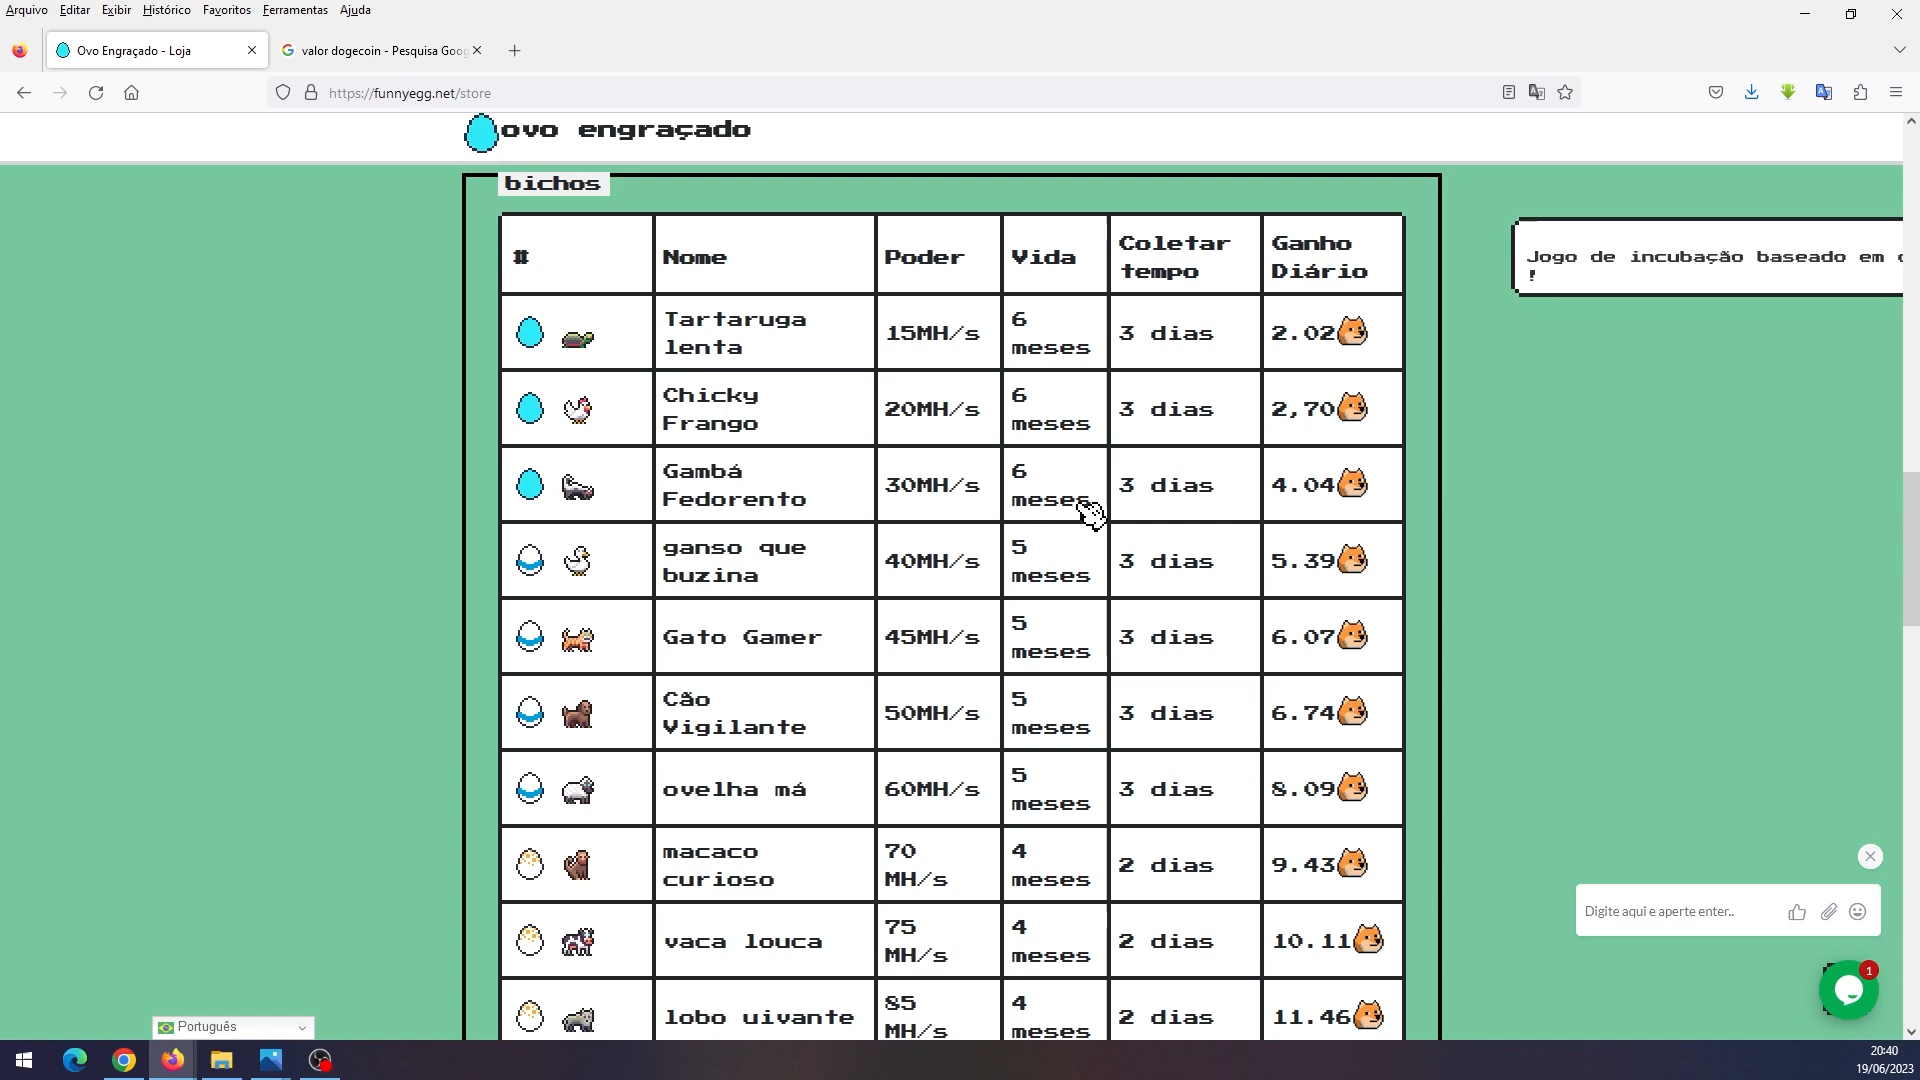 Arquivo Editar Exibir Histórico Favoritos Ferramentas Ajuda
Ovo Engraçado - Loja
valor dogecoin - Pesquisa Goog
https://funnyegg.net/store
ovo engraçado
bichos
# Nome Poder Vida Coletar tempo Ganho Diário
Tartaruga lenta 15MH/s 6 meses 3 dias 2.02
Chicky Frango 20MH/s 6 meses 3 dias 2,70
Gambá Fedorento 30MH/s 6 meses 3 dias 4.04
ganso que buzina 40MH/s 5 meses 3 dias 5.39
Gato Gamer 45MH/s 5 meses 3 dias 6.07
Cão Vigilante 50MH/s 5 meses 3 dias 6.74
ovelha má 60MH/s 5 meses 3 dias 8.09
macaco curioso 70 MH/s 4 meses 2 dias 9.43
vaca louca 75 MH/s 4 meses 2 dias 10.11
lobo uivante 85 MH/s 4 meses 2 dias 11.46
Jogo de incubação baseado em
!
Digite aqui e aperte enter..
1
Português
20:40
19/06/2023